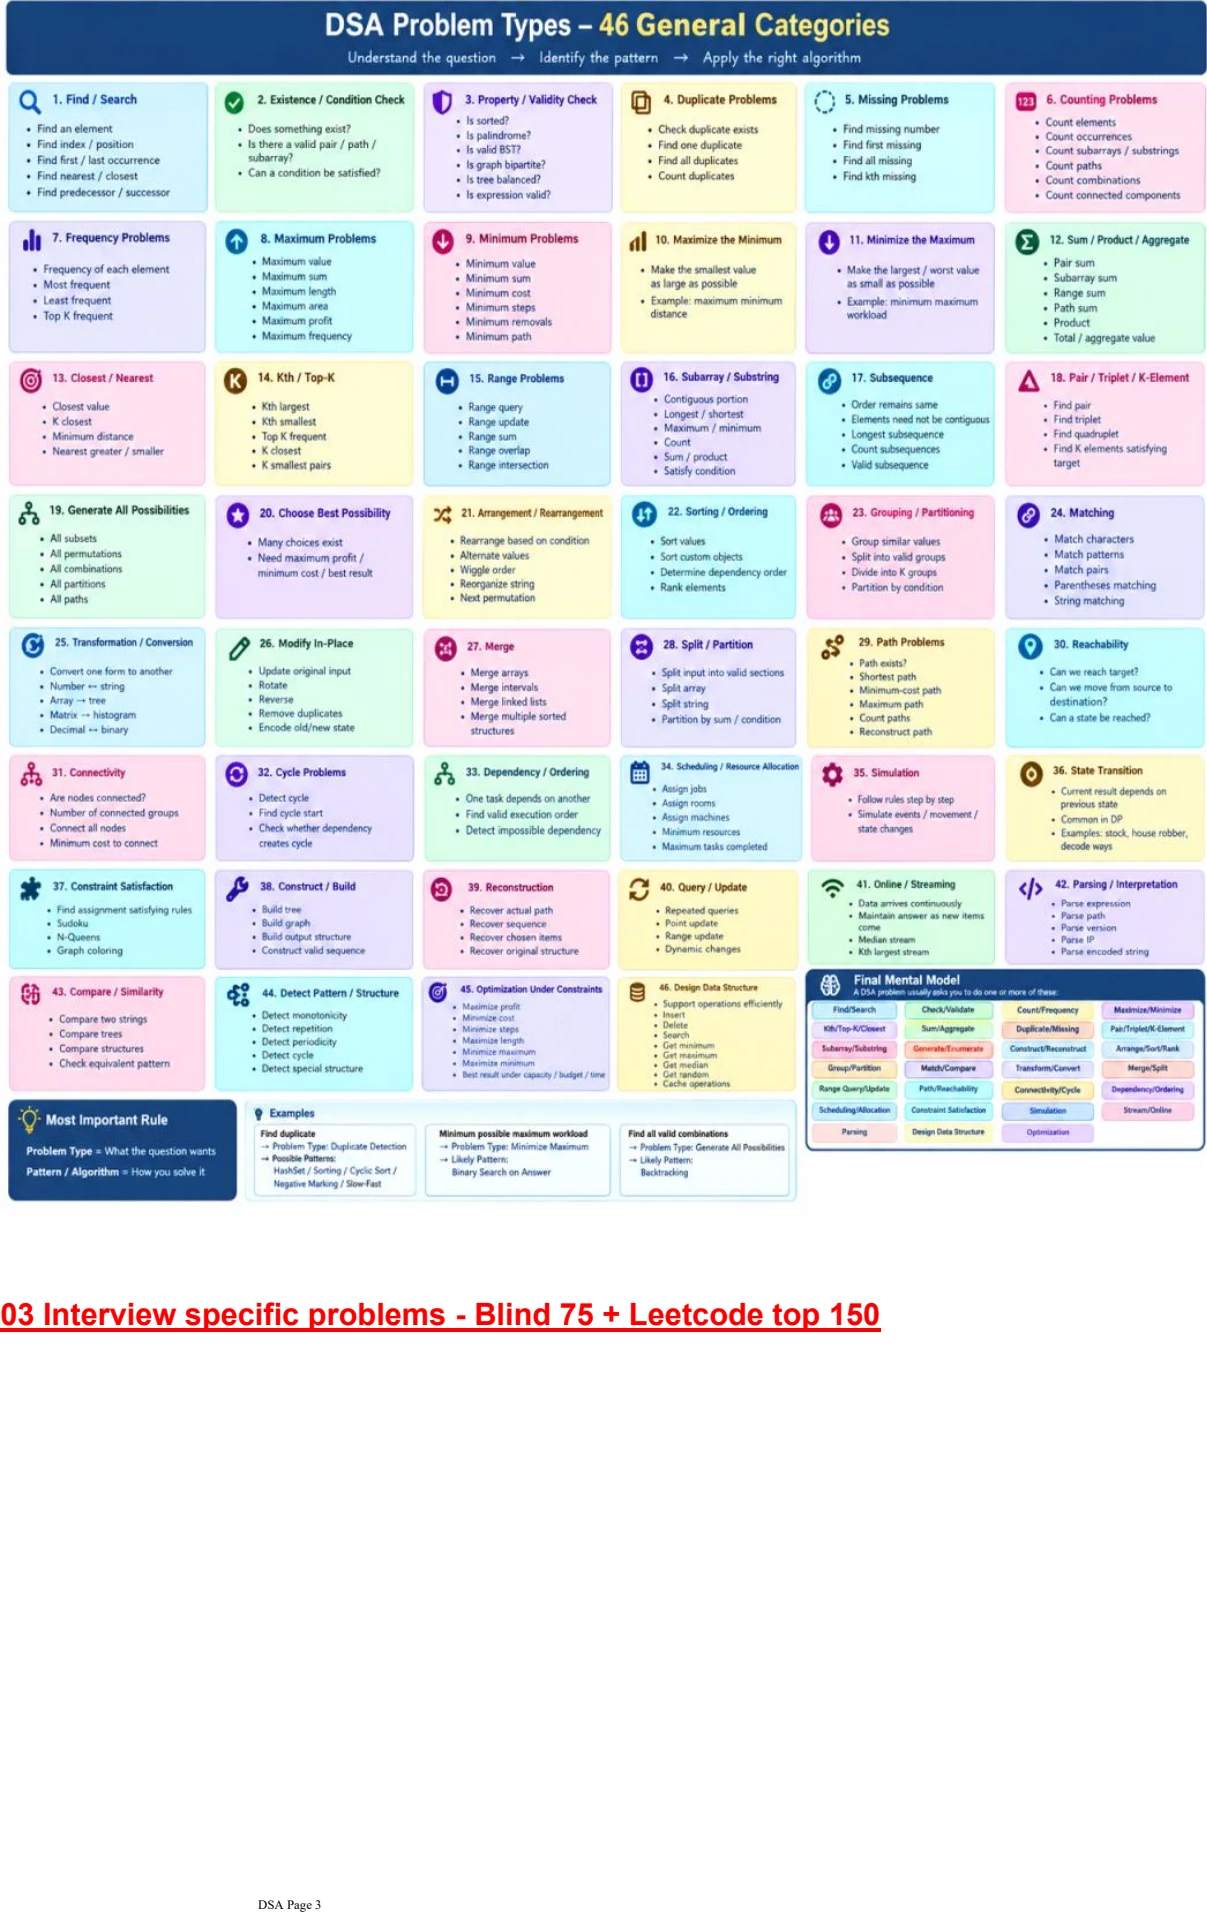 DSA Problem Types – 46 General Categories
Understand the question → Identify the pattern → Apply the right algorithm
1. Find / Search
• Find an element
• Find index / position
• Find first / last occurrence
• Find nearest / closest
• Find predecessor / successor
2. Existence / Condition Check
• Does something exist?
• Is there a valid pair / path /
subarray?
• Can a condition be satisfied?
3. Property / Validity Check
• Is sorted?
• Is palindrome?
• Is valid BST?
• Is graph bipartite?
• Is tree balanced?
• Is expression valid?
4. Duplicate Problems
• Check duplicate exists
• Find one duplicate
• Find all duplicates
• Count duplicates
5. Missing Problems
• Find missing number
• Find first missing
• Find all missing
• Find kth missing
123
6. Counting Problems
• Count elements
• Count occurrences
• Count subarrays / substrings
• Count paths
• Count combinations
• Count connected components
7. Frequency Problems
• Frequency of each element
• Most frequent
• Least frequent
• Top K frequent
8. Maximum Problems
• Maximum value
• Maximum sum
• Maximum length
• Maximum area
• Maximum profit
• Maximum frequency
9. Minimum Problems
• Minimum value
• Minimum sum
• Minimum cost
• Minimum steps
• Minimum removals
• Minimum path
10. Maximize the Minimum
• Make the smallest value
as large as possible
• Example: maximum minimum
distance
11. Minimize the Maximum
• Make the largest / worst value
as small as possible
• Example: minimum maximum
workload
Σ
12. Sum / Product / Aggregate
• Pair sum
• Subarray sum
• Range sum
• Path sum
• Product
• Total / aggregate value
13. Closest / Nearest
• Closest value
• K closest
• Minimum distance
• Nearest greater / smaller
K
14. Kth / Top-K
• Kth largest
• Kth smallest
• Top K frequent
• K closest
• K smallest pairs
15. Range Problems
• Range query
• Range update
• Range sum
• Range overlap
• Range intersection
16. Subarray / Substring
• Contiguous portion
• Longest / shortest
• Maximum / minimum
• Count
• Sum / product
• Satisfy condition
17. Subsequence
• Order remains same
• Elements need not be contiguous
• Longest subsequence
• Count subsequences
• Valid subsequence
18. Pair / Triplet / K-Element
• Find pair
• Find triplet
• Find quadruplet
• Find K elements satisfying
target
19. Generate All Possibilities
• All subsets
• All permutations
• All combinations
• All partitions
• All paths
20. Choose Best Possibility
• Many choices exist
• Need maximum profit /
minimum cost / best result
21. Arrangement / Rearrangement
• Rearrange based on condition
• Alternate values
• Wiggle order
• Reorganize string
• Next permutation
22. Sorting / Ordering
• Sort values
• Sort custom objects
• Determine dependency order
• Rank elements
23. Grouping / Partitioning
• Group similar values
• Split into valid groups
• Divide into K groups
• Partition by condition
24. Matching
• Match characters
• Match patterns
• Match pairs
• Parentheses matching
• String matching
25. Transformation / Conversion
• Convert one form to another
• Number ↔ string
• Array → tree
• Matrix → histogram
• Decimal ↔ binary
26. Modify In-Place
• Update original input
• Rotate
• Reverse
• Remove duplicates
• Encode old/new state
27. Merge
• Merge arrays
• Merge intervals
• Merge linked lists
• Merge multiple sorted
structures
28. Split / Partition
• Split input into valid sections
• Split array
• Split string
• Partition by sum / condition
29. Path Problems
• Path exists?
• Shortest path
• Minimum-cost path
• Maximum path
• Count paths
• Reconstruct path
30. Reachability
• Can we reach target?
• Can we move from source to
destination?
• Can a state be reached?
31. Connectivity
• Are nodes connected?
• Number of connected groups
• Connect all nodes
• Minimum cost to connect
32. Cycle Problems
• Detect cycle
• Find cycle start
• Check whether dependency
creates cycle
33. Dependency / Ordering
• One task depends on another
• Find valid execution order
• Detect impossible dependency
34. Scheduling / Resource Allocation
• Assign jobs
• Assign rooms
• Assign machines
• Minimum resources
• Maximum tasks completed
35. Simulation
• Follow rules step by step
• Simulate events / movement /
state changes
36. State Transition
• Current result depends on
previous state
• Common in DP
• Examples: stock, house robber,
decode ways
37. Constraint Satisfaction
• Find assignment satisfying rules
• Sudoku
• N-Queens
• Graph coloring
38. Construct / Build
• Build tree
• Build graph
• Build output structure
• Construct valid sequence
39. Reconstruction
• Recover actual path
• Recover sequence
• Recover chosen items
• Recover original structure
40. Query / Update
• Repeated queries
• Point update
• Range update
• Dynamic changes
41. Online / Streaming
• Data arrives continuously
• Maintain answer as new items
come
• Median stream
• Kth largest stream
</>
42. Parsing / Interpretation
• Parse expression
• Parse path
• Parse version
• Parse IP
• Parse encoded string
43. Compare / Similarity
• Compare two strings
• Compare trees
• Compare structures
• Check equivalent pattern
44. Detect Pattern / Structure
• Detect monotonicity
• Detect repetition
• Detect periodicity
• Detect cycle
• Detect special structure
45. Optimization Under Constraints
• Maximize profit
• Minimize cost
• Minimize steps
• Maximize length
• Minimize maximum
• Maximize minimum
• Best result under capacity / budget / time
46. Design Data Structure
• Support operations efficiently
• Insert
• Delete
• Search
• Get minimum
• Get maximum
• Get median
• Get random
• Cache operations
Final Mental Model
A DSA problem usually asks you to do one or more of these:
Find/Search Check/Validate Count/Frequency Maximize/Minimize
Kth/Top-K/Closest Sum/Aggregate Duplicate/Missing Pair/Triplet/K-Element
Subarray/Substring Generate/Enumerate Construct/Reconstruct Arrange/Sort/Rank
Group/Partition Match/Compare Transform/Convert Merge/Split
Range Query/Update Path/Reachability Connectivity/Cycle Dependency/Ordering
Scheduling/Allocation Constraint Satisfaction Simulation Stream/Online
Parsing Design Data Structure Optimization
Most Important Rule
Problem Type = What the question wants
Pattern / Algorithm = How you solve it
Examples
Find duplicate
→ Problem Type: Duplicate Detection
→ Possible Patterns:
HashSet / Sorting / Cyclic Sort /
Negative Marking / Slow-Fast
Minimum possible maximum workload
→ Problem Type: Minimize Maximum
→ Likely Pattern:
Binary Search on Answer
Find all valid combinations
→ Problem Type: Generate All Possibilities
→ Likely Pattern:
Backtracking
03 Interview specific problems - Blind 75 + Leetcode top 150
DSA Page 3